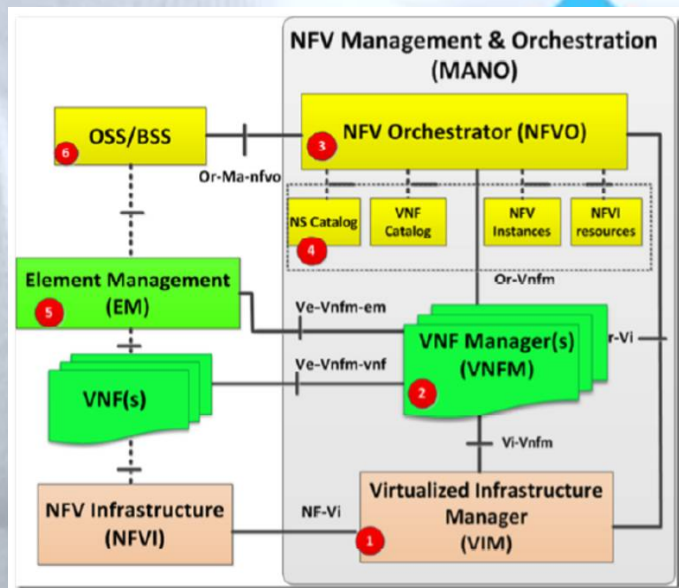 NFV Management & Orchestration
(MANO)
OSS/BSS
6
3
NFV Orchestrator (NFVO)
Or-Ma-nfvo
NS Catalog
4
VNF
Catalog
NFV
Instances
NFVI
resources
Or-Vnfm
Element Management
(EM)
5
Ve-Vnfm-em
VNF Manager(s)
(VNFM)
2
r-Vi
Ve-Vnfm-vnf
VNF(s)
Vi-Vnfm
NFV Infrastructure
(NFVI)
NF-Vi
Virtualized Infrastructure
Manager
(VIM)
1